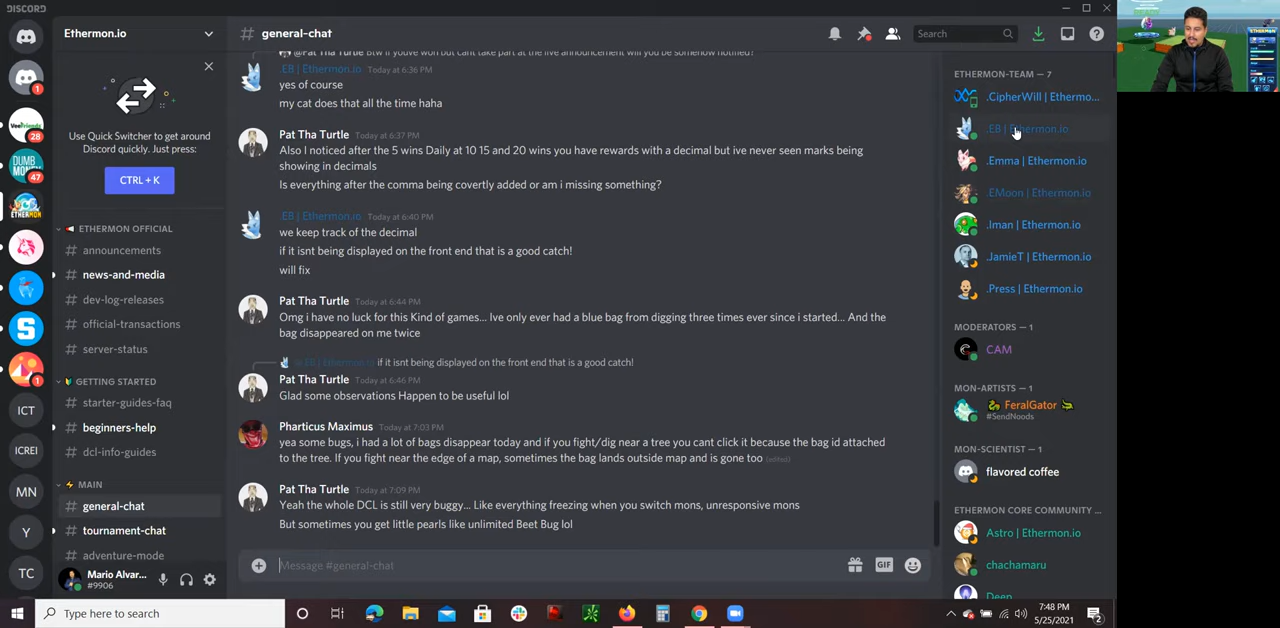 DISCORD
Ethermon.io
Use Quick Switcher to get around
Discord quickly. Just press:
CTRL + K
ETHERMON OFFICIAL
# announcements
# news-and-media
# dev-log-releases
# official-transactions
# server-status
GETTING STARTED
# starter-guides-faq
# beginners-help
# dcl-info-guides
MAIN
# general-chat
# tournament-chat
# adventure-mode
Mario Alvar...
#9906
1
VeeFriends
28
DUMB
MONEY
47
ETHERMON
1
ICT
ICREI
MN
Y
TC
# general-chat
Search
@Pat Tha Turtle Btw if youve won but cant take part at the live announcement will you be somehow notified?
.EB | Ethermon.io Today at 6:36 PM
yes of course
my cat does that all the time haha
Pat Tha Turtle Today at 6:37 PM
Also I noticed after the 5 wins Daily at 10 15 and 20 wins you have rewards with a decimal but ive never seen marks being
showing in decimals
Is everything after the comma being covertly added or am i missing something?
.EB | Ethermon.io Today at 6:40 PM
we keep track of the decimal
if it isnt being displayed on the front end that is a good catch!
will fix
Pat Tha Turtle Today at 6:44 PM
Omg i have no luck for this Kind of games... Ive only ever had a blue bag from digging three times ever since i started... And the
bag disappeared on me twice
.EB | Ethermon.io if it isnt being displayed on the front end that is a good catch!
Pat Tha Turtle Today at 6:46 PM
Glad some observations Happen to be useful lol
Pharticus Maximus Today at 7:03 PM
yea some bugs, i had a lot of bags disappear today and if you fight/dig near a tree you cant click it because the bag id attached
to the tree. If you fight near the edge of a map, sometimes the bag lands outside map and is gone too (edited)
Pat Tha Turtle Today at 7:09 PM
Yeah the whole DCL is still very buggy... Like everything freezing when you switch mons, unresponsive mons
But sometimes you get little pearls like unlimited Beet Bug lol
Message #general-chat
GIF
ETHERMON-TEAM — 7
.CipherWill | Ethermo...
.EB | Ethermon.io
.Emma | Ethermon.io
.EMoon | Ethermon.io
.Iman | Ethermon.io
.JamieT | Ethermon.io
.Press | Ethermon.io
MODERATORS — 1
CAM
MON-ARTISTS — 1
FeralGator
#SendNoods
MON-SCIENTIST — 1
flavored coffee
ETHERMON CORE COMMUNITY ...
Astro | Ethermon.io
chachamaru
Deep
Type here to search
7:48 PM
5/25/2021
2